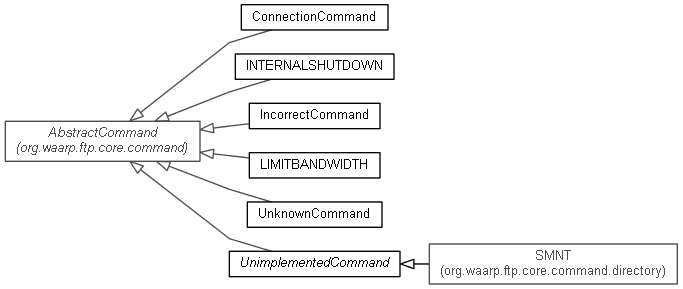 ConnectionCommand
INTERNALSHUTDOWN
AbstractCommand
(org.waarp.ftp.core.command)
IncorrectCommand
LIMITBANDWIDTH
UnknownCommand
UnimplementedCommand
SMNT
(org.waarp.ftp.core.command.directory)